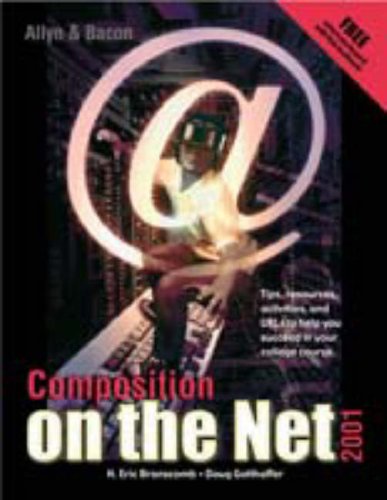 Allyn & Bacon
FREE
@
Tips, resources,
activities, and
URLs to help you
succeed in your
college course.
Composition
on the Net
2001
H. Eric Branscomb • Doug Gotthoffer